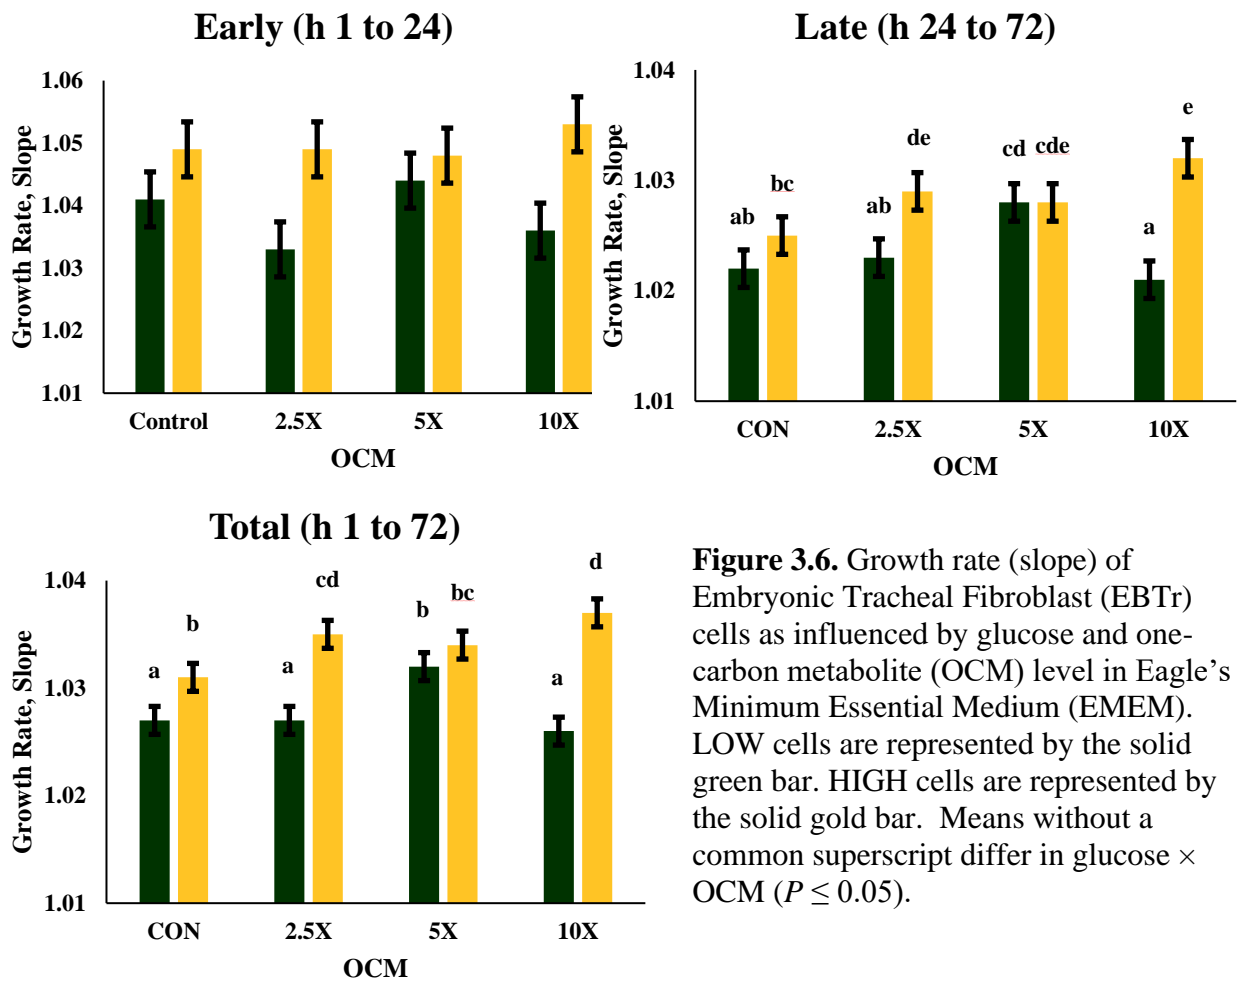 Early (h 1 to 24)
Growth Rate, Slope
1.06
1.05
1.04
1.03
1.02
1.01
Control 2.5X 5X 10X
OCM
Late (h 24 to 72)
Growth Rate, Slope
1.04
1.03
1.02
1.01
ab bc ab de cd cde a e
CON 2.5X 5X 10X
OCM
Total (h 1 to 72)
Growth Rate, Slope
1.04
1.03
1.02
1.01
a b a cd b bc a d
CON 2.5X 5X 10X
OCM
Figure 3.6. Growth rate (slope) of
Embryonic Tracheal Fibroblast (EBTr)
cells as influenced by glucose and one-
carbon metabolite (OCM) level in Eagle’s
Minimum Essential Medium (EMEM).
LOW cells are represented by the solid
green bar. HIGH cells are represented by
the solid gold bar.  Means without a
common superscript differ in glucose ×
OCM (P ≤ 0.05).